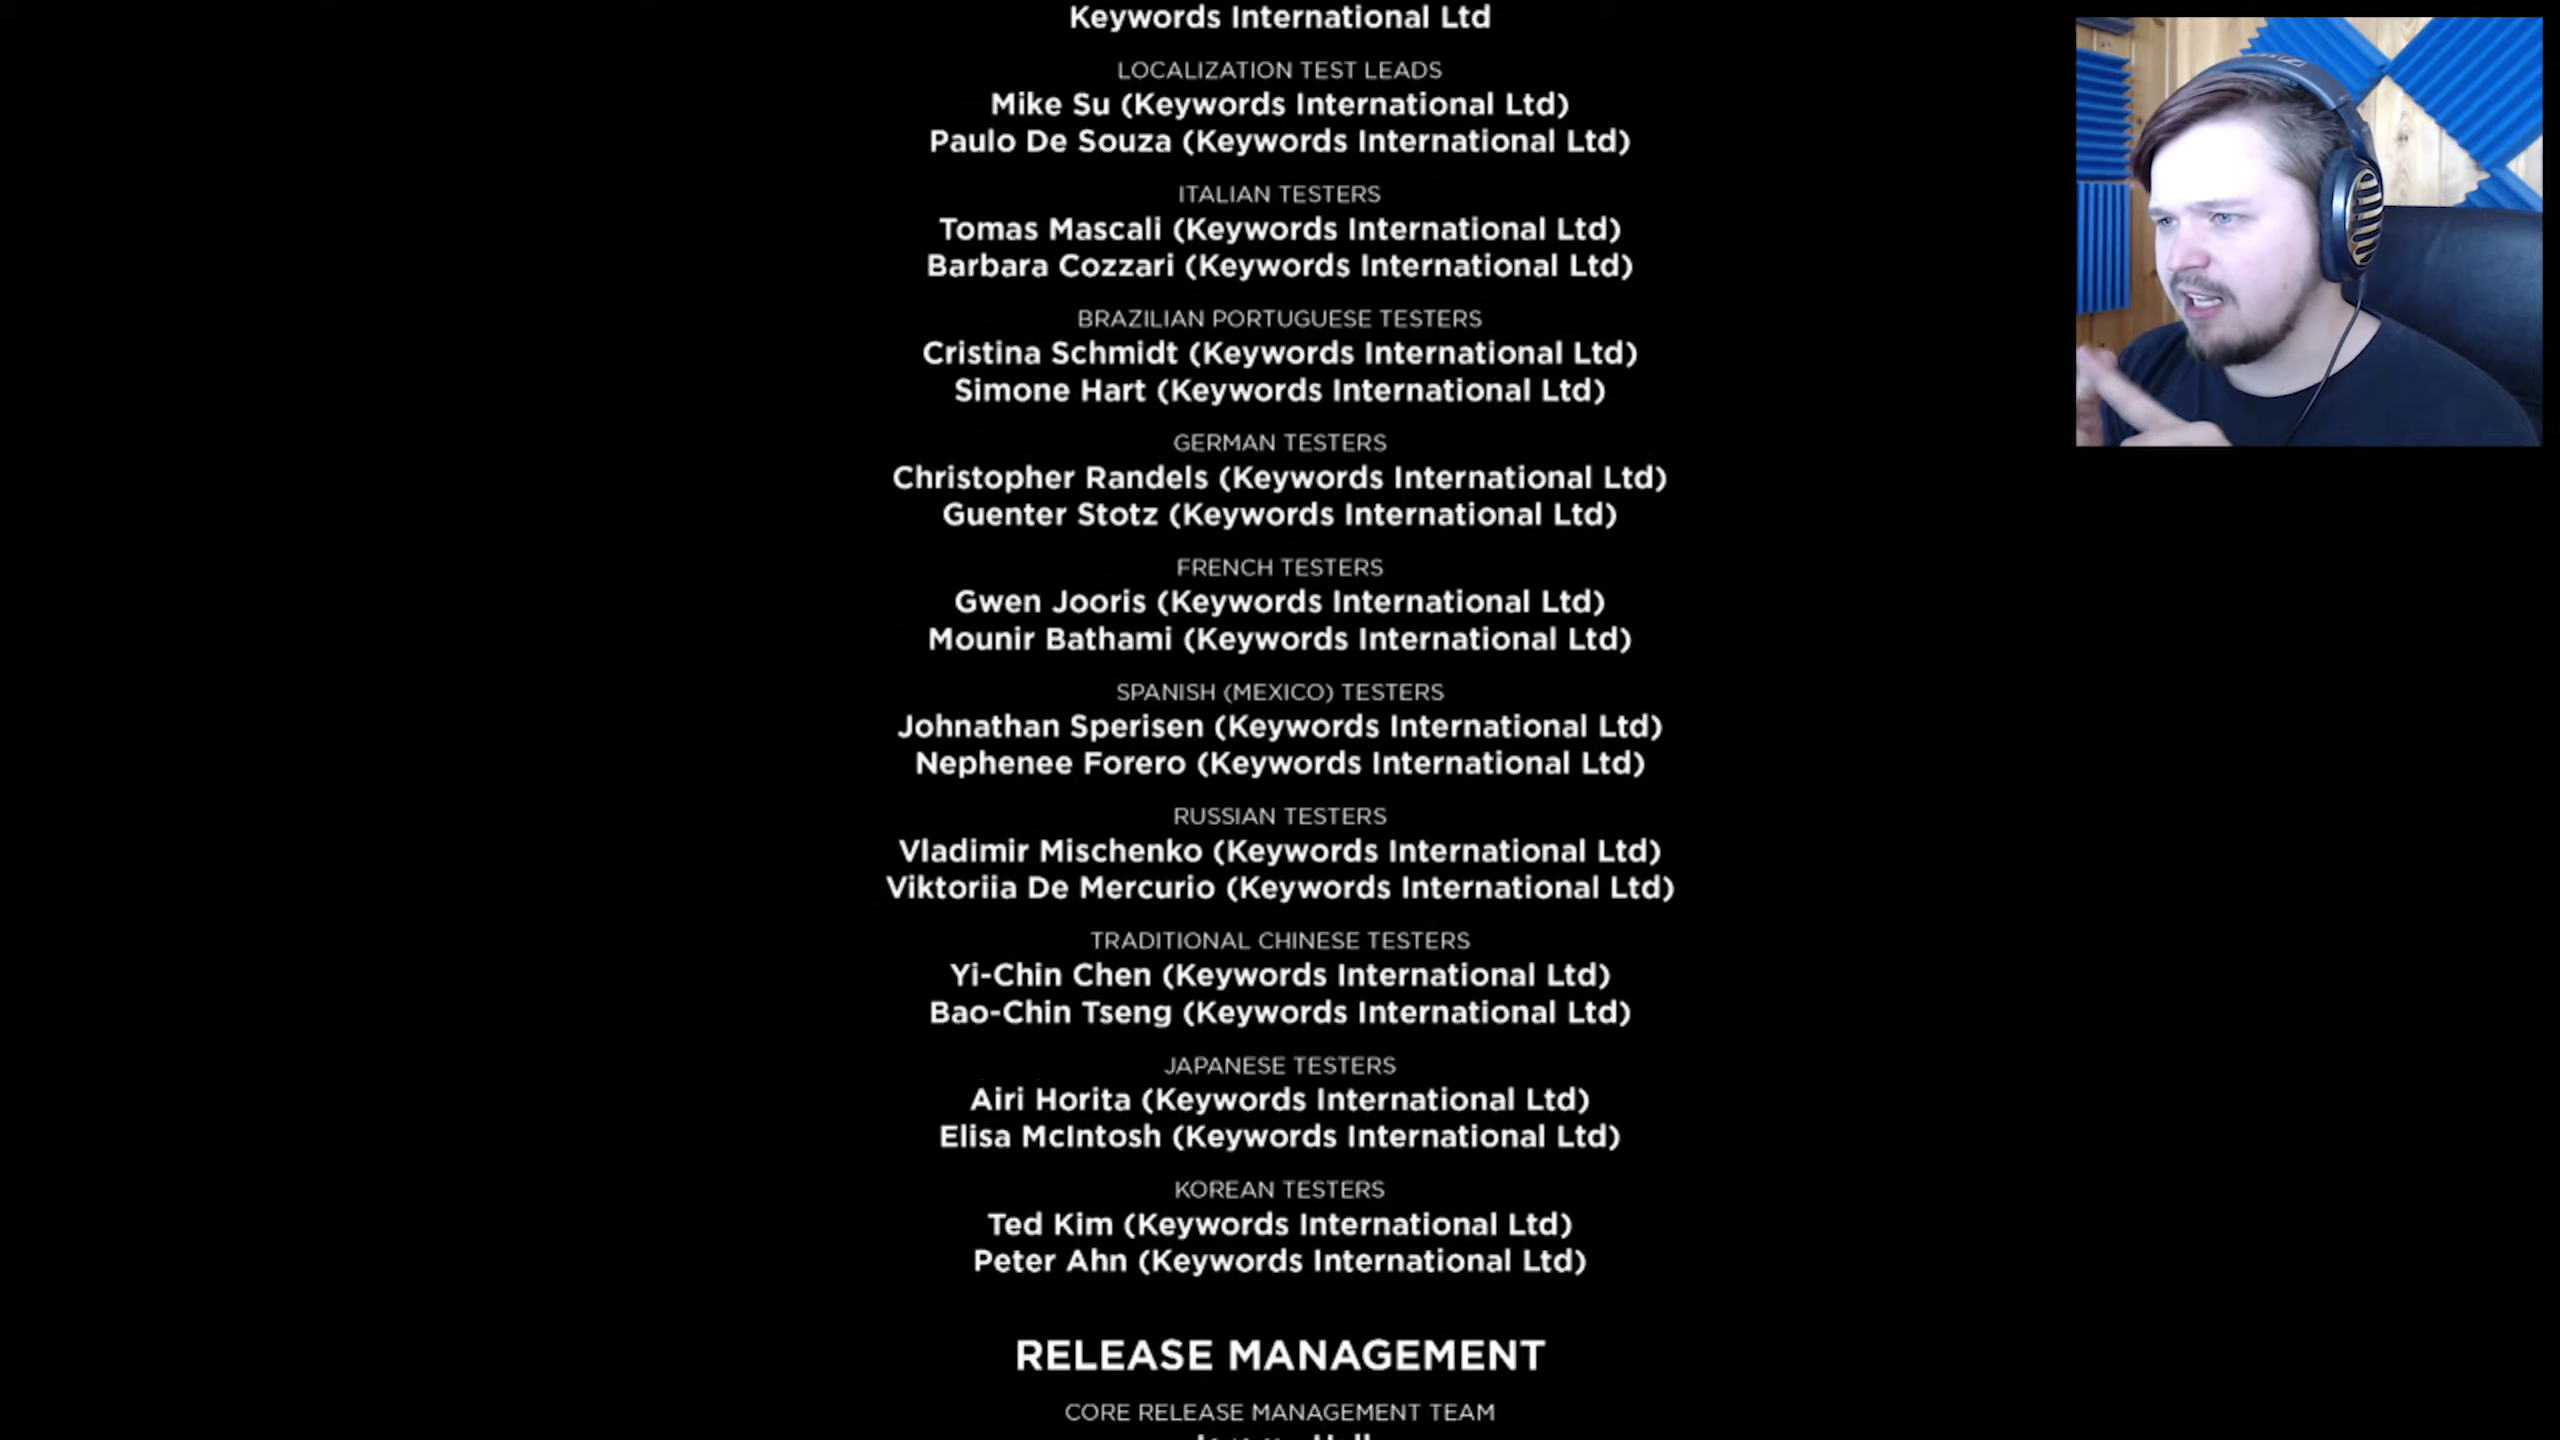 Keywords International Ltd
LOCALIZATION TEST LEADS
Mike Su (Keywords International Ltd)
Paulo De Souza (Keywords International Ltd)
ITALIAN TESTERS
Tomas Mascali (Keywords International Ltd)
Barbara Cozzari (Keywords International Ltd)
BRAZILIAN PORTUGUESE TESTERS
Cristina Schmidt (Keywords International Ltd)
Simone Hart (Keywords International Ltd)
GERMAN TESTERS
Christopher Randels (Keywords International Ltd)
Guenter Stotz (Keywords International Ltd)
FRENCH TESTERS
Gwen Jooris (Keywords International Ltd)
Mounir Bathami (Keywords International Ltd)
SPANISH (MEXICO) TESTERS
Johnathan Sperisen (Keywords International Ltd)
Nephenee Forero (Keywords International Ltd)
RUSSIAN TESTERS
Vladimir Mischenko (Keywords International Ltd)
Viktoriia De Mercurio (Keywords International Ltd)
TRADITIONAL CHINESE TESTERS
Yi-Chin Chen (Keywords International Ltd)
Bao-Chin Tseng (Keywords International Ltd)
JAPANESE TESTERS
Airi Horita (Keywords International Ltd)
Elisa McIntosh (Keywords International Ltd)
KOREAN TESTERS
Ted Kim (Keywords International Ltd)
Peter Ahn (Keywords International Ltd)
RELEASE MANAGEMENT
CORE RELEASE MANAGEMENT TEAM